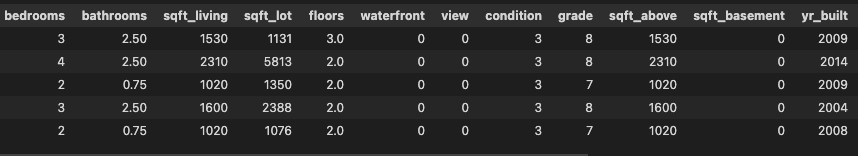 bedrooms bathrooms sqft_living sqft_lot floors waterfront view condition grade sqft_above sqft_basement yr_built
3 2.50 1530 1131 3.0 0 0 3 8 1530 0 2009
4 2.50 2310 5813 2.0 0 0 3 8 2310 0 2014
2 0.75 1020 1350 2.0 0 0 3 7 1020 0 2009
3 2.50 1600 2388 2.0 0 0 3 8 1600 0 2004
2 0.75 1020 1076 2.0 0 0 3 7 1020 0 2008